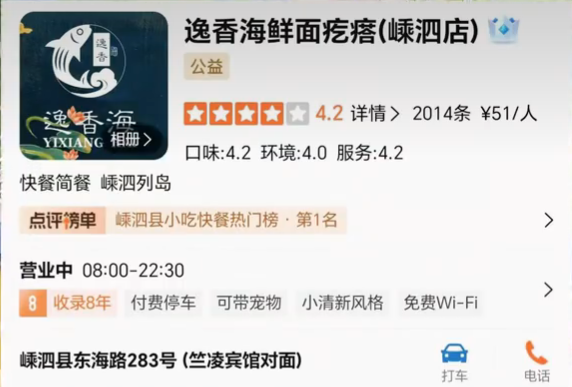 逸香海鲜面疙瘩(嵊泗店)
公益
4.2 详情 2014条 ¥51/人
口味:4.2 环境:4.0 服务:4.2
逸香
逸香海
YIXIANG 相册
快餐简餐 嵊泗列岛
点评榜单 嵊泗县小吃快餐热门榜·第1名
营业中 08:00-22:30
8 收录8年 付费停车 可带宠物 小清新风格 免费Wi-Fi
嵊泗县东海路283号 (竺凌宾馆对面)
打车 电话